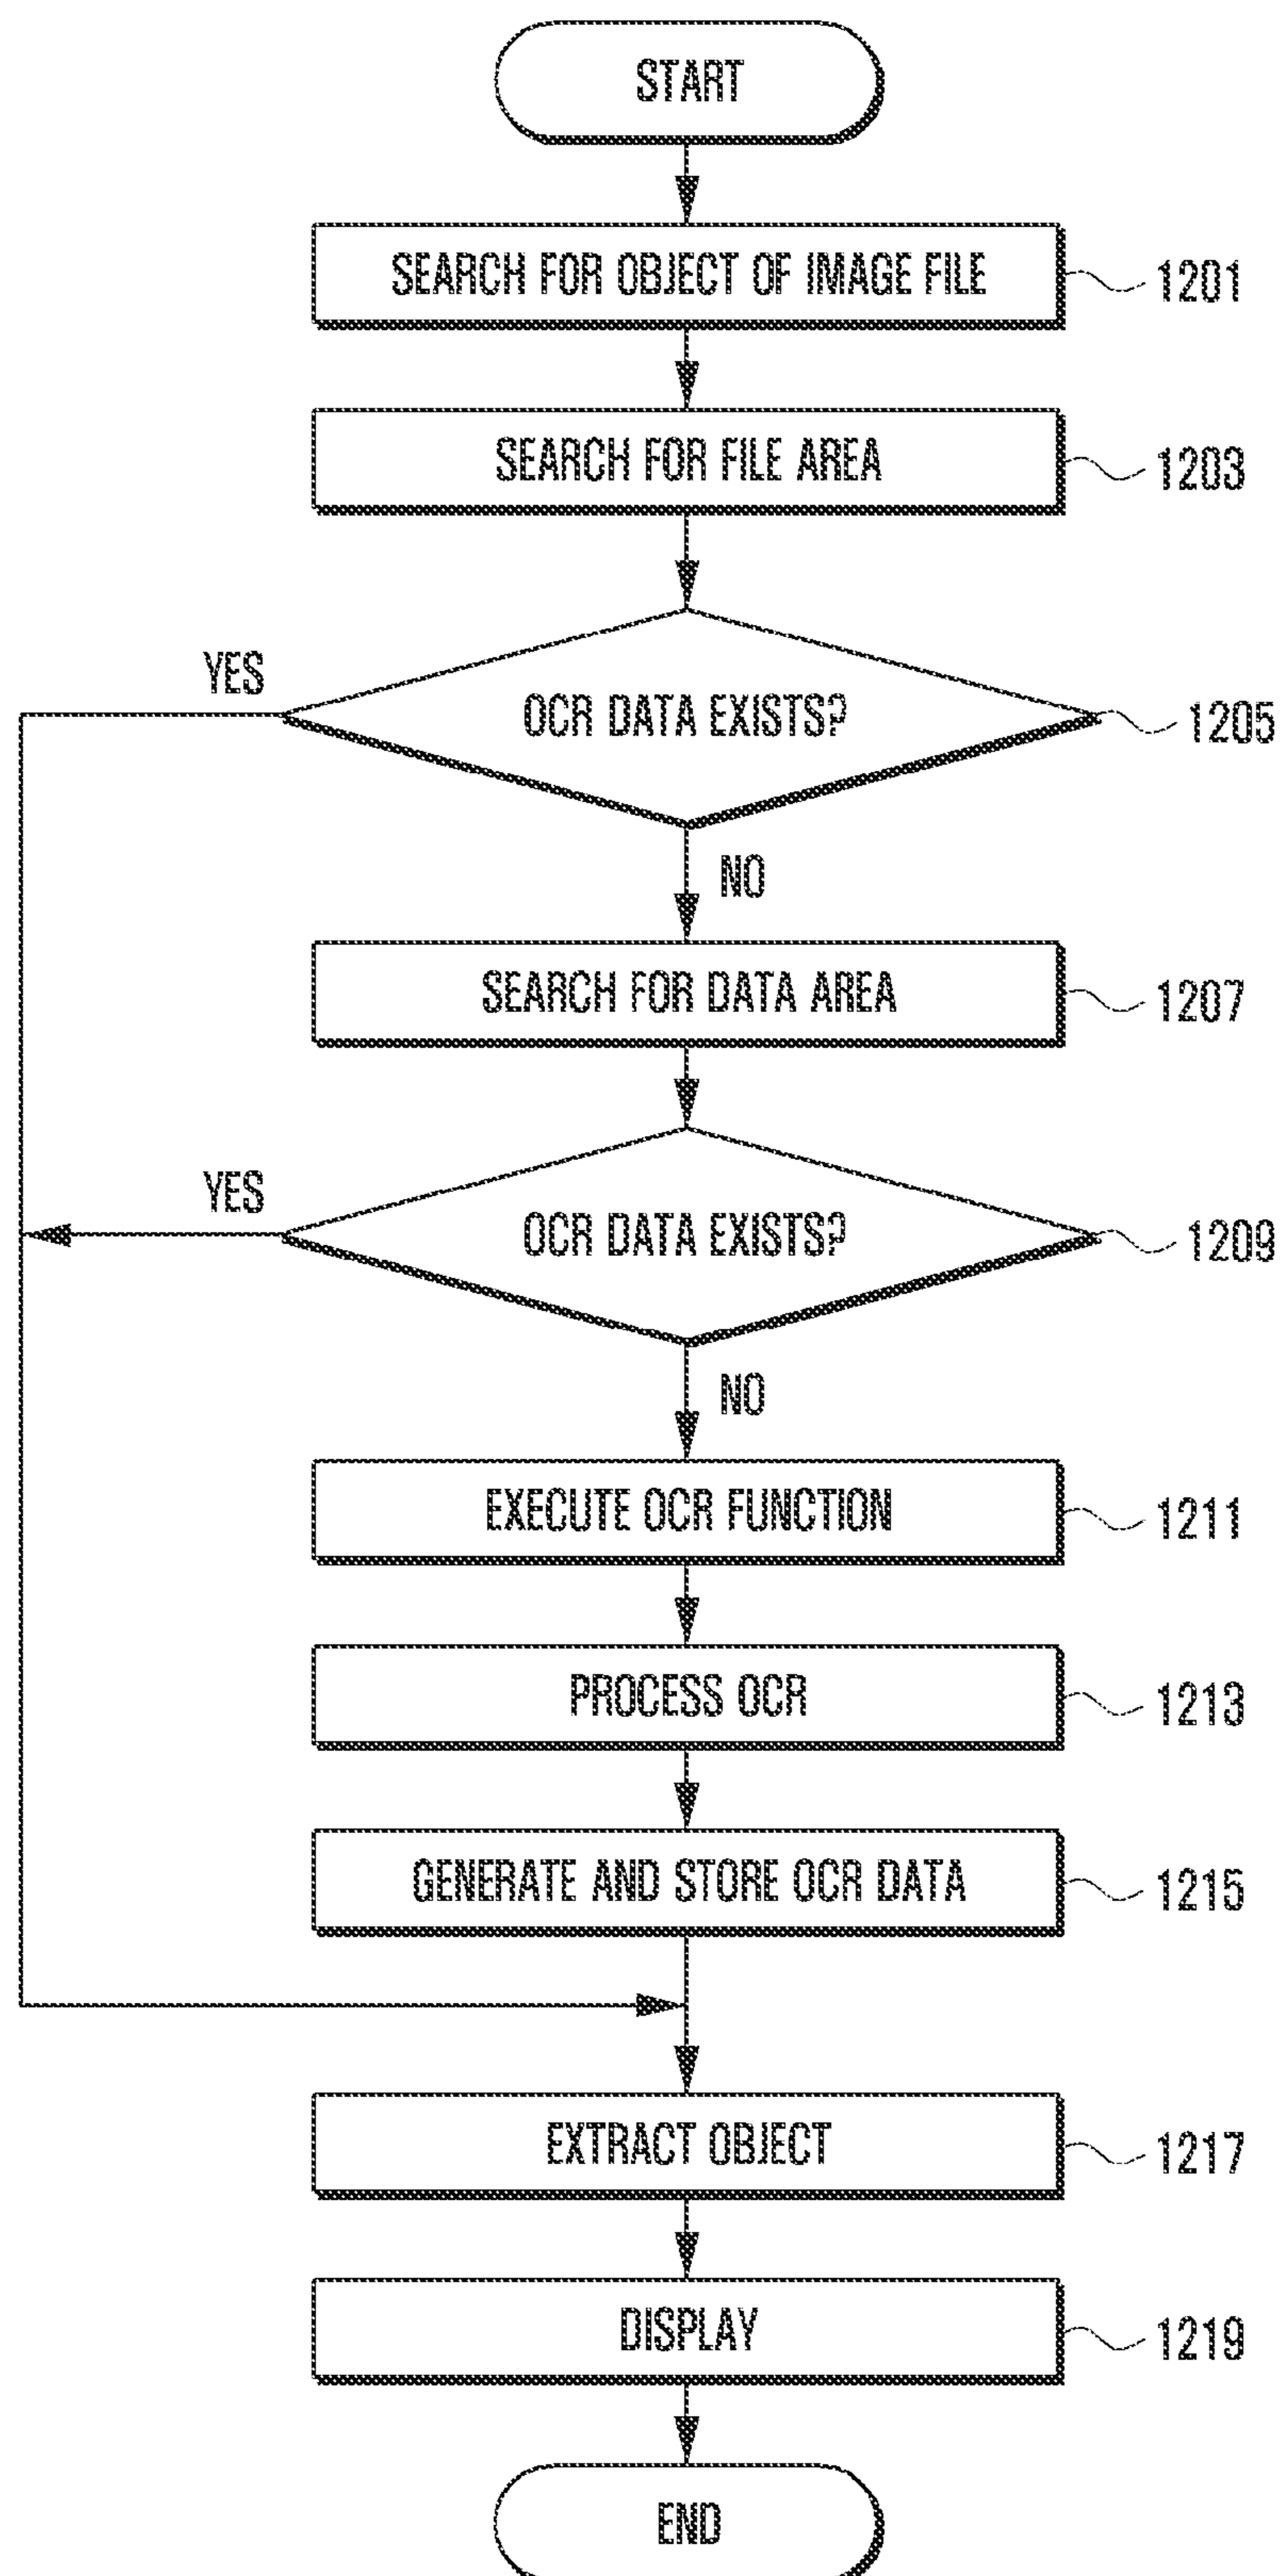 START
SEARCH FOR OBJECT OF IMAGE FILE
1201
SEARCH FOR FILE AREA
1203
YES
OCR DATA EXISTS?
1205
NO
SEARCH FOR DATA AREA
1207
YES
OCR DATA EXISTS?
1209
NO
EXECUTE OCR FUNCTION
1211
PROCESS OCR
1213
GENERATE AND STORE OCR DATA
1215
EXTRACT OBJECT
1217
DISPLAY
1219
END